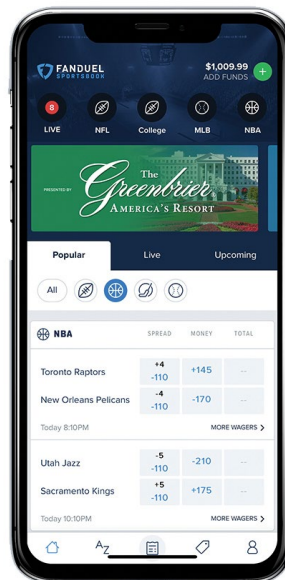 FANDUEL
SPORTSBOOK
$1,009.99
ADD FUNDS +
8
LIVE
NFL
College
MLB
NBA
PRESENTED BY
The
Greenbrier
AMERICA'S RESORT
Popular
Live
Upcoming
All
NBA
SPREAD
MONEY
TOTAL
Toronto Raptors
+4
-110
+145
--
New Orleans Pelicans
-4
-110
-170
--
Today 8:10PM
MORE WAGERS >
Utah Jazz
-5
-110
-210
--
Sacramento Kings
+5
-110
+175
--
Today 10:10PM
MORE WAGERS >
AZ